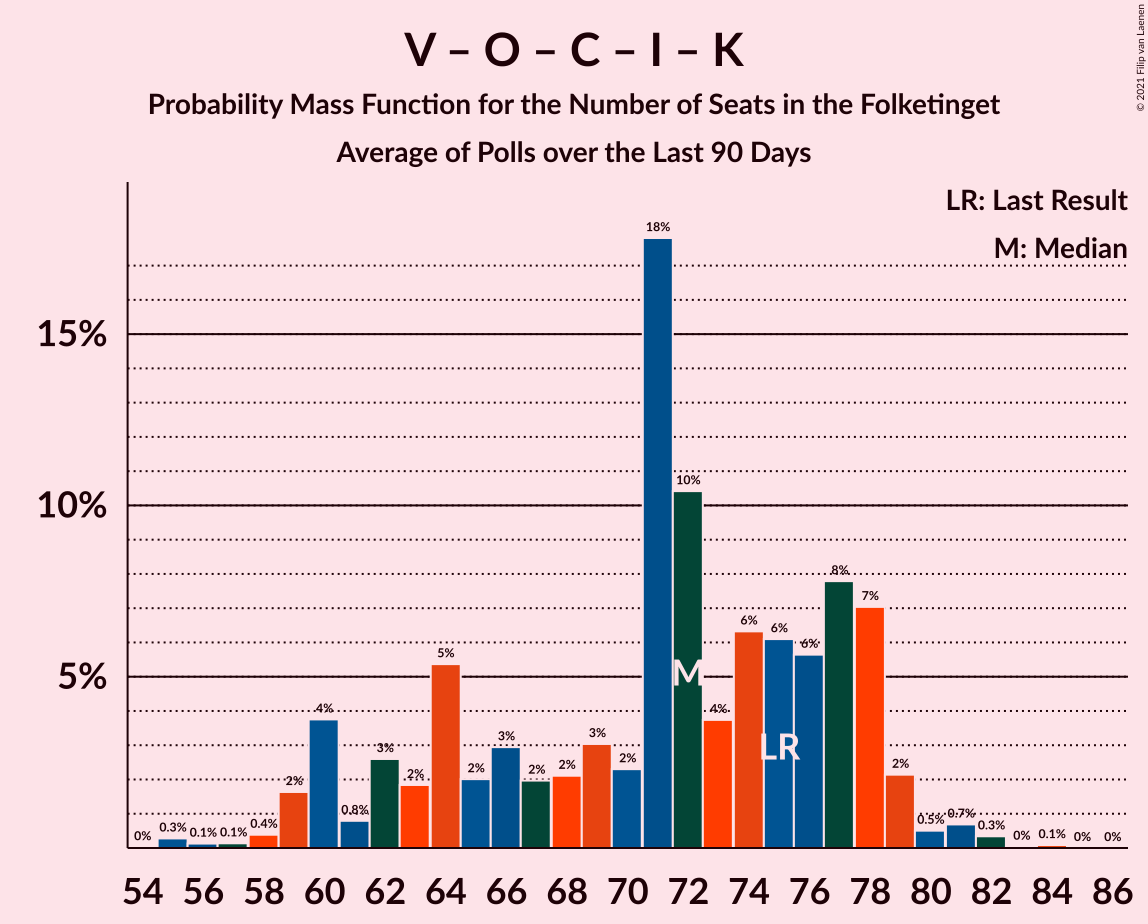 V – O – C – I – K
Probability Mass Function for the Number of Seats in the Folketinget
Average of Polls over the Last 90 Days
© 2021 Filip van Laenen
LR: Last Result
M: Median
15%
10%
5%
0% 0.3% 0.1% 0.1% 0.4% 2% 4% 0.8% 3% 2% 5% 2% 3% 2% 2% 3% 2% 18% 10% 4% 6% 6% 6% 8% 7% 2% 0.5% 0.7% 0.3% 0% 0.1% 0% 0%
M
LR
54 56 58 60 62 64 66 68 70 72 74 76 78 80 82 84 86